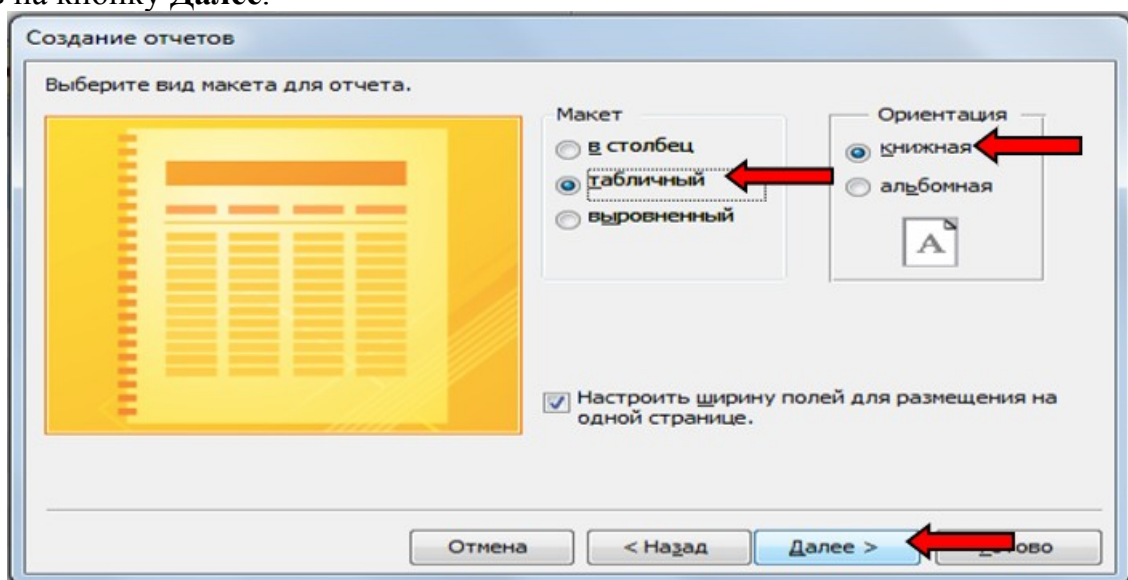 на кнопку Далее.
Создание отчетов
Выберите вид макета для отчета.
Макет
в столбец
табличный
выровненный
Ориентация
книжная
альбомная
A
Настроить ширину полей для размещения на
одной странице.
Отмена
< Назад
Далее >